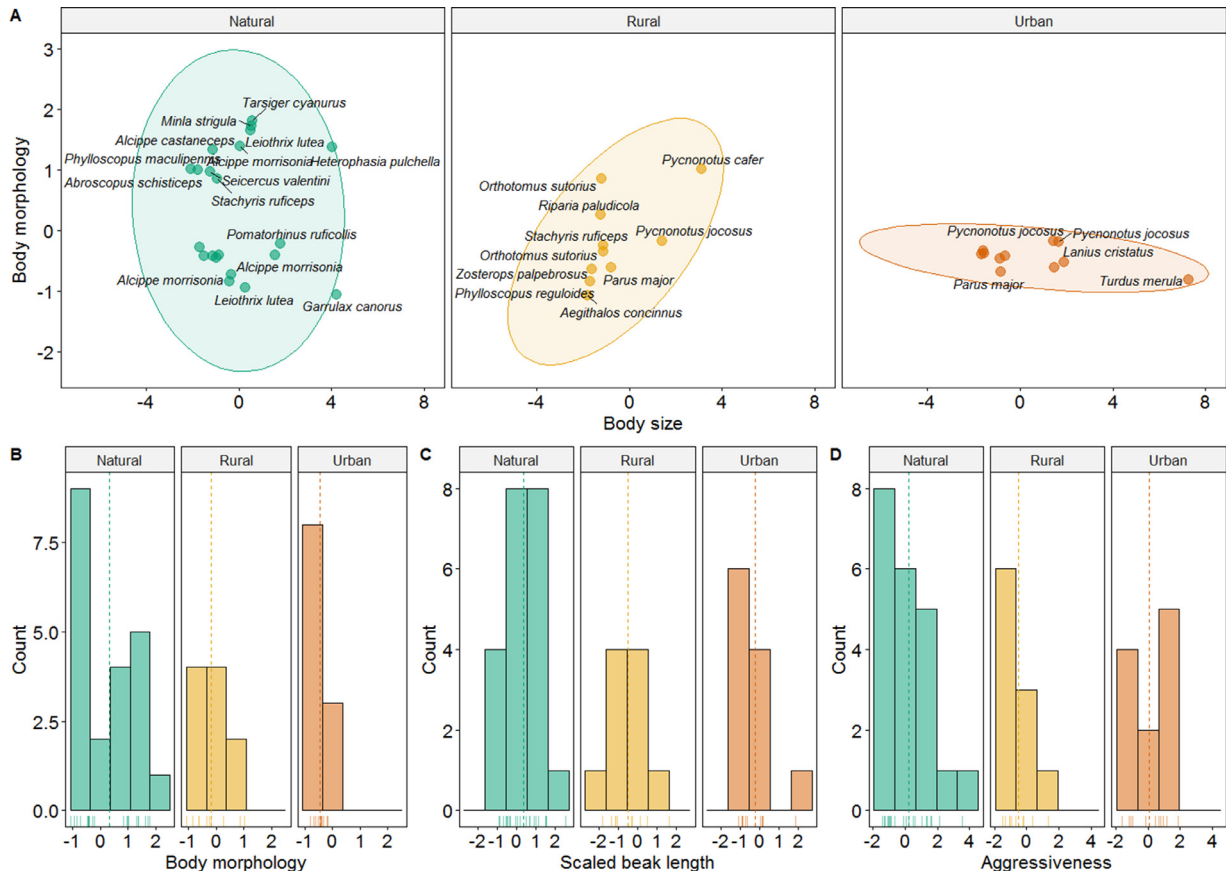 A
Natural
Rural
Urban
Body morphology
3
2
1
0
-1
-2
Tarsiger cyanurus
Minla strigula
Alcippe castaneceps
Leiothrix lutea
Phylloscopus maculipennis
Alcippe morrisonia
Heterophasia pulchella
Abroscopus schisticeps
Seicercus valentini
Stachyris ruficeps
Pomatorhinus ruficollis
Alcippe morrisonia
Alcippe morrisonia
Leiothrix lutea
Garrulax canorus
Pycnonotus cafer
Orthotomus sutorius
Riparia paludicola
Stachyris ruficeps
Pycnonotus jocosus
Orthotomus sutorius
Zosterops palpebrosus
Parus major
Phylloscopus reguloides
Aegithalos concinnus
Pycnonotus jocosus
Pycnonotus jocosus
Lanius cristatus
Parus major
Turdus merula
-4 0 4 8
-4 0 4 8
-4 0 4 8
Body size
B
Natural
Rural
Urban
Count
7.5
5.0
2.5
0.0
-1 0 1 2
-1 0 1 2
-1 0 1 2
Body morphology
C
Natural
Rural
Urban
Count
8
6
4
2
0
-2 -1 0 1 2
-2 -1 0 1 2
-2 -1 0 1 2
Scaled beak length
D
Natural
Rural
Urban
Count
8
6
4
2
0
-2 0 2 4
-2 0 2 4
-2 0 2 4
Aggressiveness